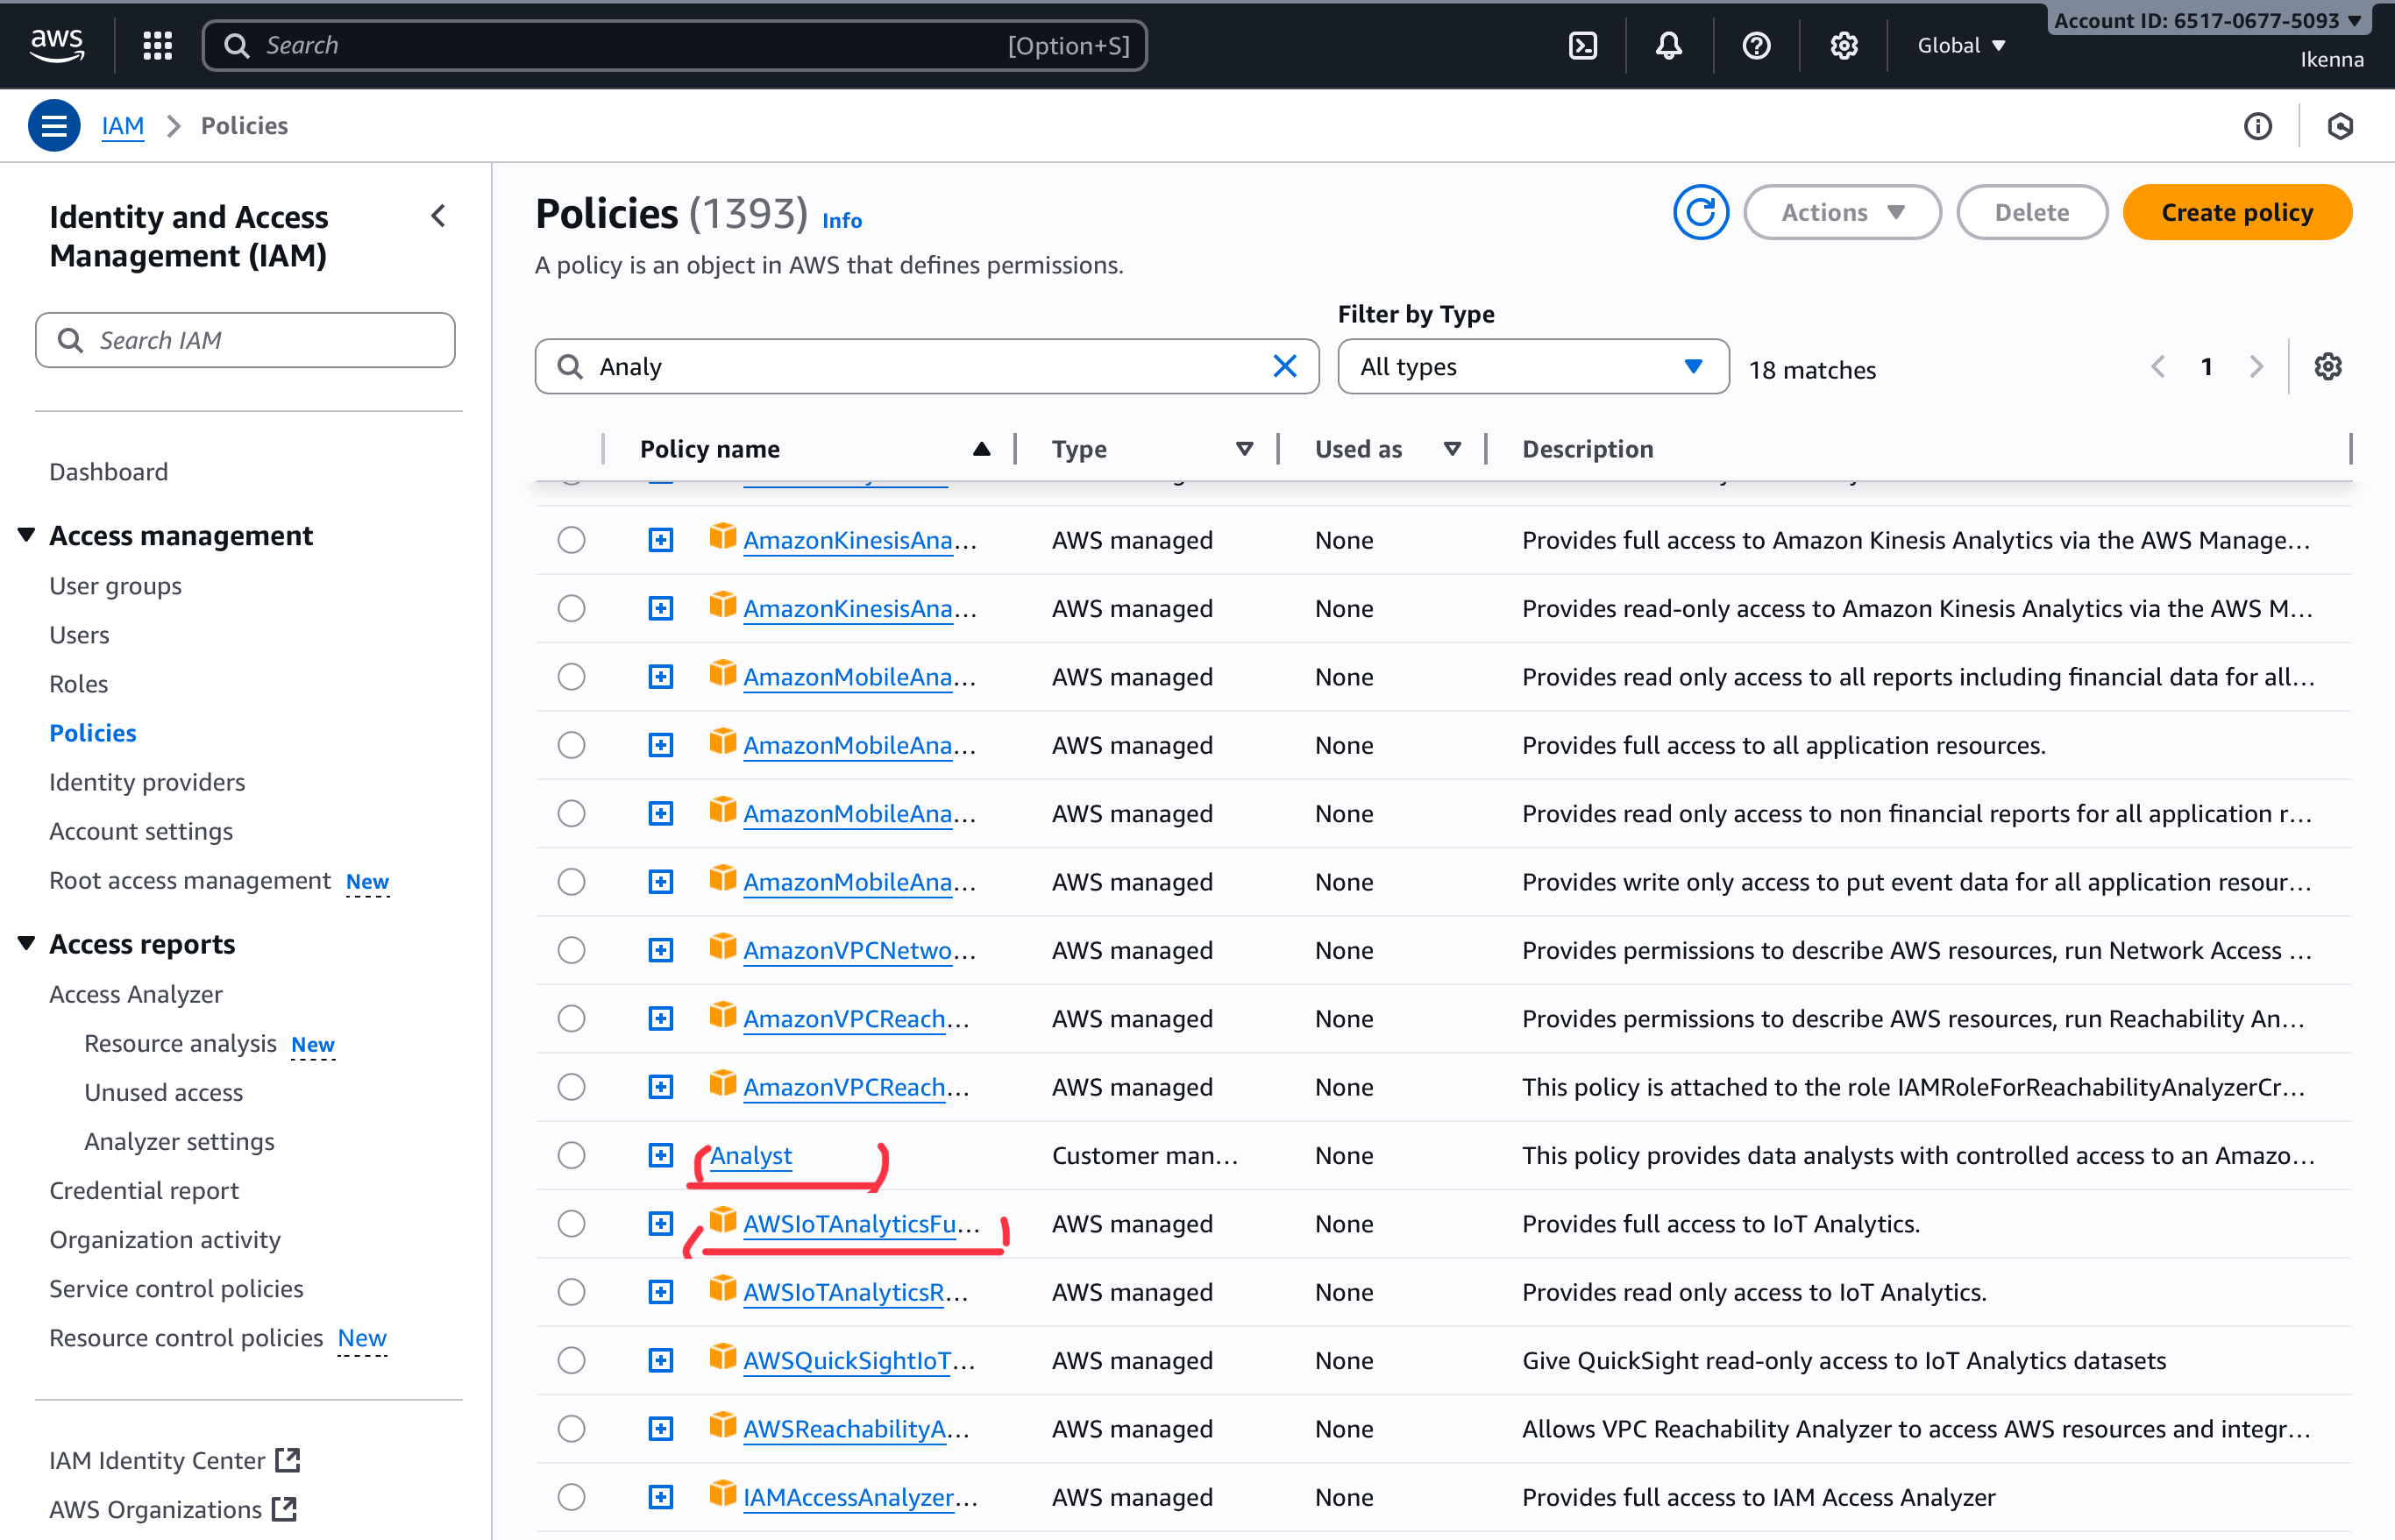 aws
Search
[Option+S]
Global
Account ID: 6517-0677-5093
Ikenna
IAM
Policies
Identity and Access
Management (IAM)
Search IAM
Dashboard
Access management
User groups
Users
Roles
Policies
Identity providers
Account settings
Root access management New
Access reports
Access Analyzer
Resource analysis New
Unused access
Analyzer settings
Credential report
Organization activity
Service control policies
Resource control policies New
IAM Identity Center
AWS Organizations
Policies (1393) Info
Actions
Delete
Create policy
A policy is an object in AWS that defines permissions.
Filter by Type
Analy
All types
18 matches
1
Policy name Type Used as Description
AmazonKinesisAna... AWS managed None Provides full access to Amazon Kinesis Analytics via the AWS Manage...
AmazonKinesisAna... AWS managed None Provides read-only access to Amazon Kinesis Analytics via the AWS M...
AmazonMobileAna... AWS managed None Provides read only access to all reports including financial data for all...
AmazonMobileAna... AWS managed None Provides full access to all application resources.
AmazonMobileAna... AWS managed None Provides read only access to non financial reports for all application r...
AmazonMobileAna... AWS managed None Provides write only access to put event data for all application resour...
AmazonVPCNetwo... AWS managed None Provides permissions to describe AWS resources, run Network Access ...
AmazonVPCReach... AWS managed None Provides permissions to describe AWS resources, run Reachability An...
AmazonVPCReach... AWS managed None This policy is attached to the role IAMRoleForReachabilityAnalyzerCr...
Analyst Customer man... None This policy provides data analysts with controlled access to an Amazo...
AWSIoTAnalyticsFu... AWS managed None Provides full access to IoT Analytics.
AWSIoTAnalyticsR... AWS managed None Provides read only access to IoT Analytics.
AWSQuickSightIoT... AWS managed None Give QuickSight read-only access to IoT Analytics datasets
AWSReachabilityA... AWS managed None Allows VPC Reachability Analyzer to access AWS resources and integr...
IAMAccessAnalyzer... AWS managed None Provides full access to IAM Access Analyzer